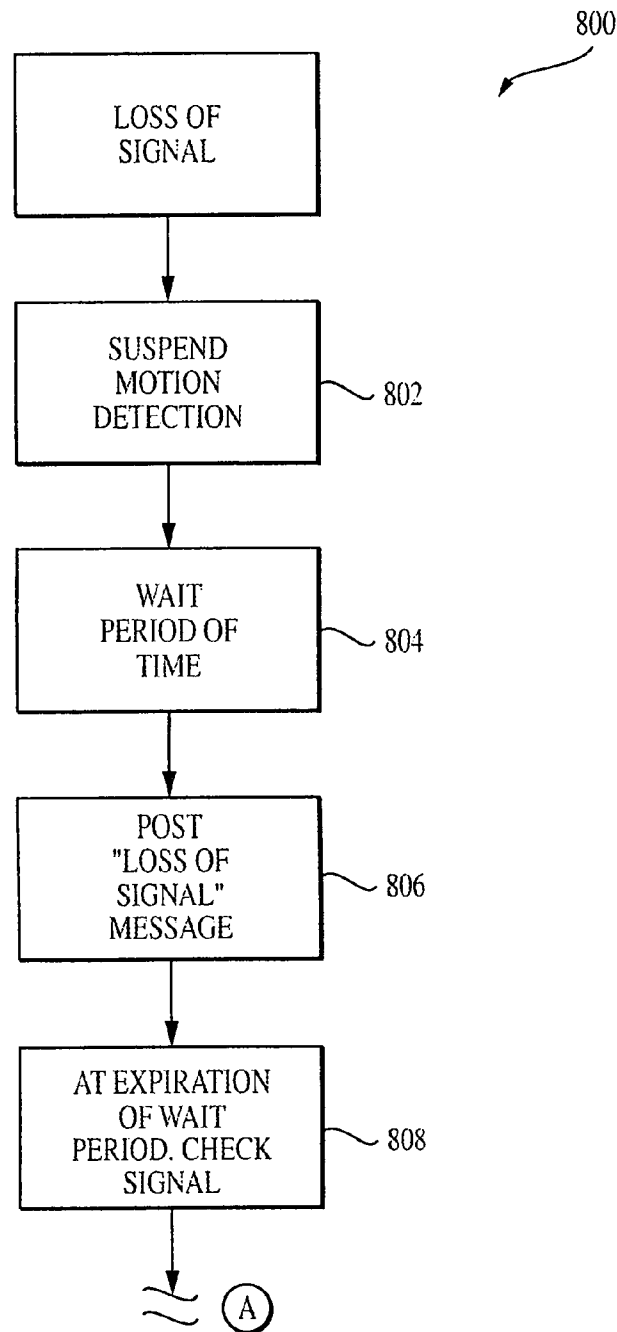 800
LOSS OF
SIGNAL
SUSPEND
MOTION
DETECTION
802
WAIT
PERIOD OF
TIME
804
POST
"LOSS OF
SIGNAL"
MESSAGE
806
AT EXPIRATION
OF WAIT
PERIOD. CHECK
SIGNAL
808
A